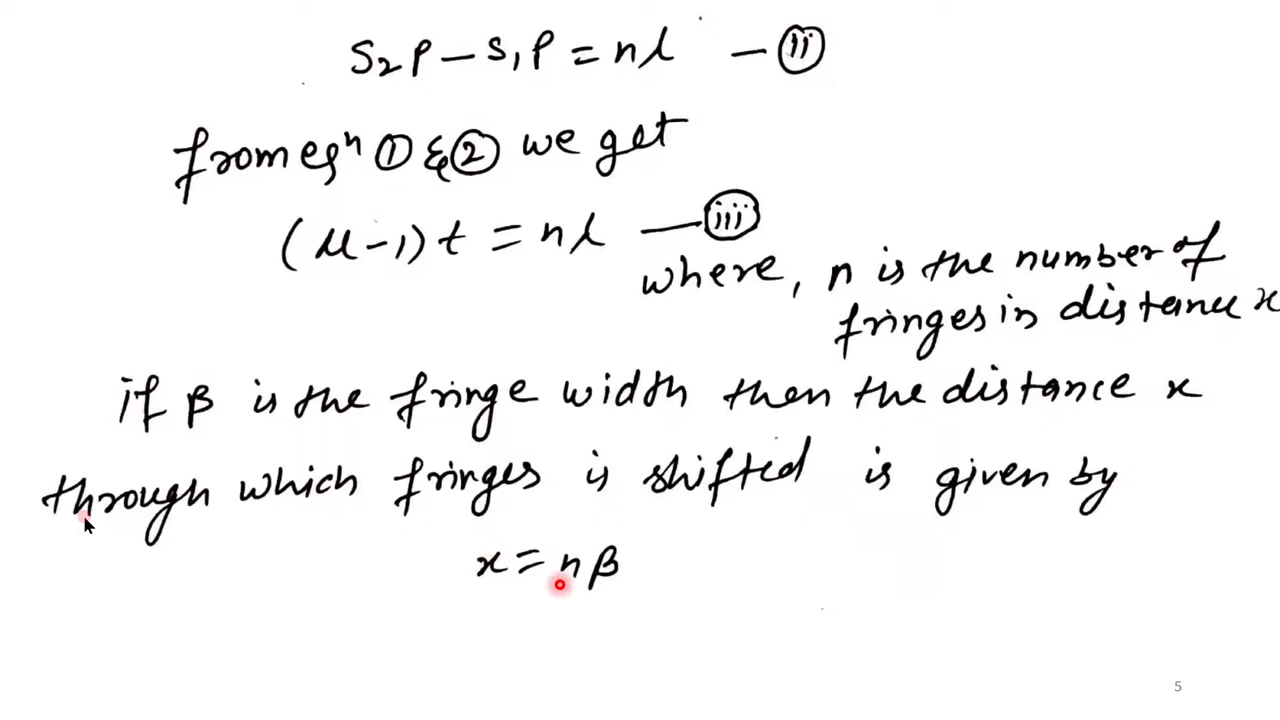 S₂P – S₁P = nλ — (ii)
from eqⁿ ① & ② we get
(μ-1) t = nλ — (iii)
where, n is the number of
fringes in distance x
if β is the fringe width then the distance x
through which fringes is shifted is given by
x = nβ
5